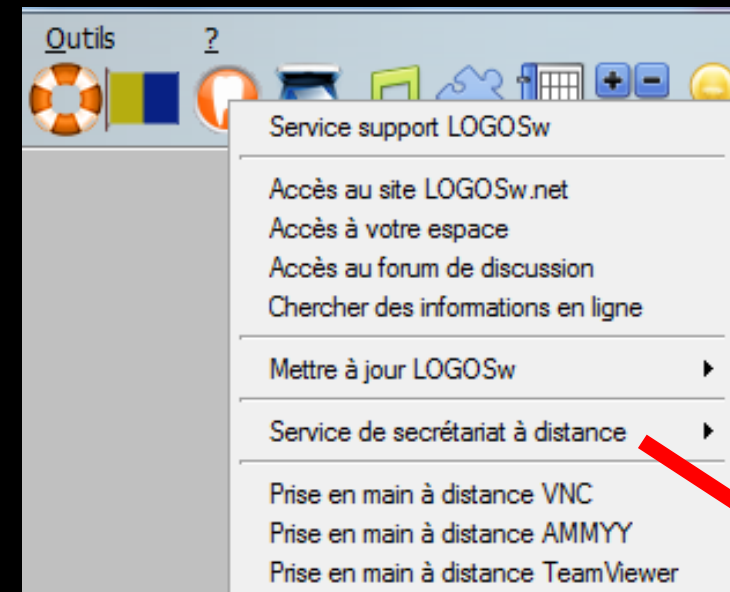 Outils ?
Service support LOGOSw
Accès au site LOGOSw.net
Accès à votre espace
Accès au forum de discussion
Chercher des informations en ligne
Mettre à jour LOGOSw
Service de secrétariat à distance
Prise en main à distance VNC
Prise en main à distance AMMYY
Prise en main à distance TeamViewer